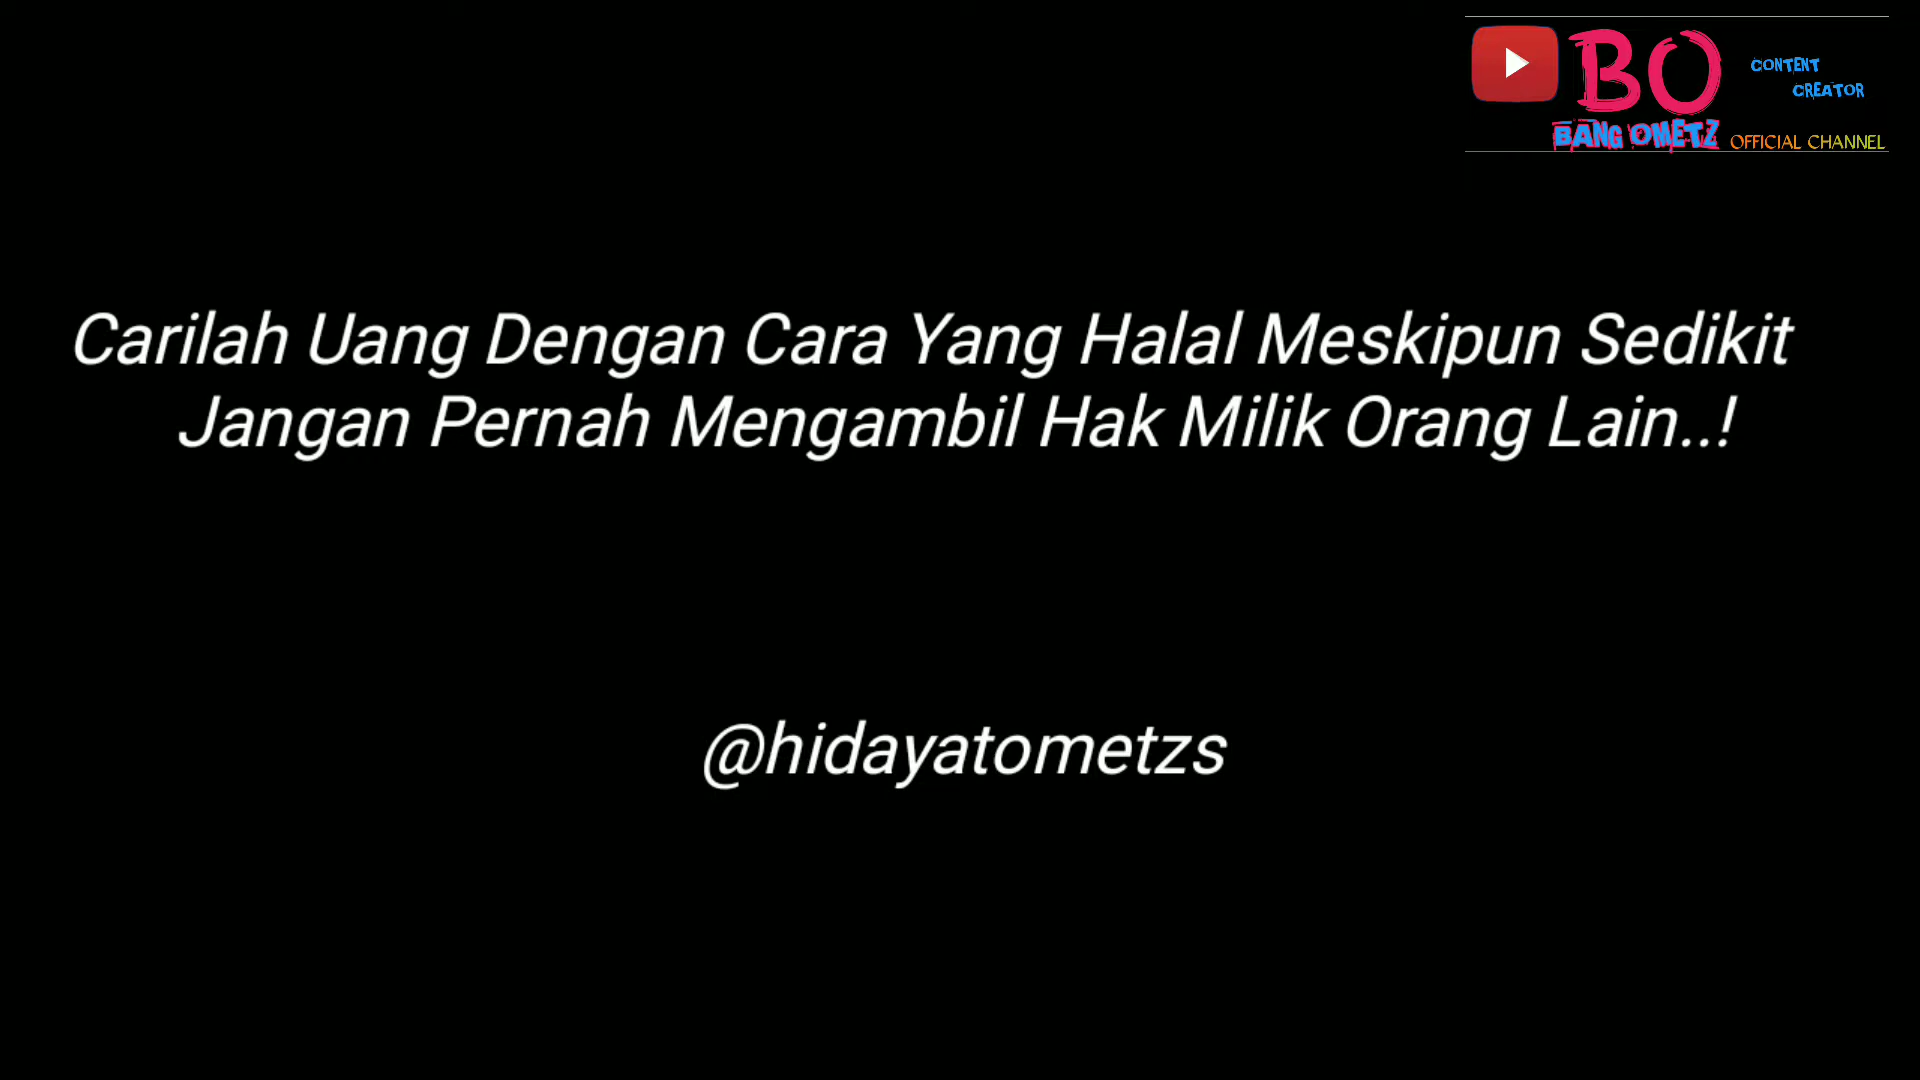 BO
CONTENT
CREATOR
BANG OMETZ OFFICIAL CHANNEL
Carilah Uang Dengan Cara Yang Halal Meskipun Sedikit
Jangan Pernah Mengambil Hak Milik Orang Lain..!
@hidayatometzs